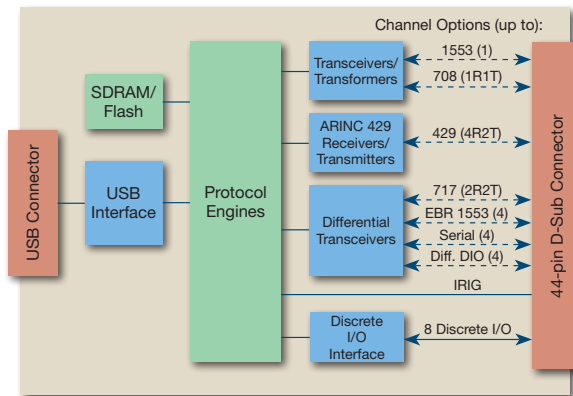 Channel Options (up to):
1553 (1)
Transceivers/
Transformers
708 (1R1T)
SDRAM/
Flash
ARINC 429
Receivers/
Transmitters
429 (4R2T)
USB Connector
USB
Interface
Protocol
Engines
717 (2R2T)
Differential
Transceivers
EBR 1553 (4)
Serial (4)
Diff. DIO (4)
44-pin D-Sub Connector
IRIG
Discrete
I/O
Interface
8 Discrete I/O